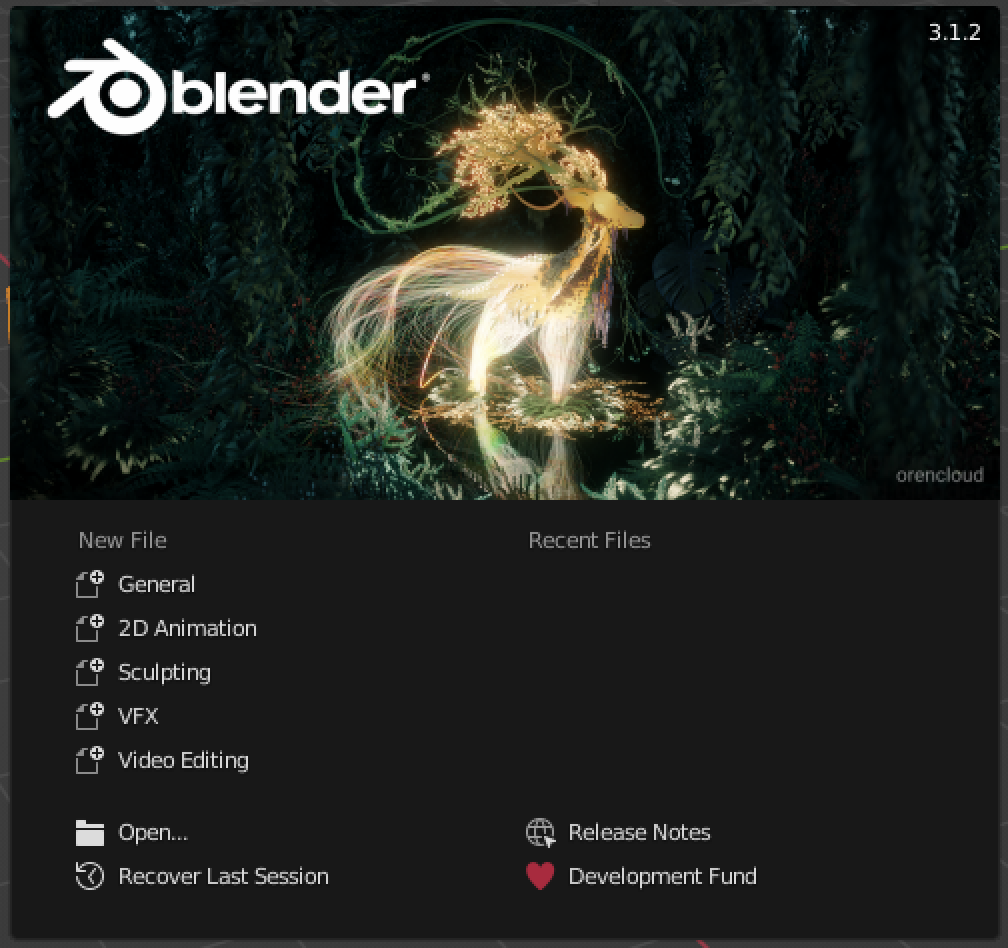 3.1.2
blender®
orencloud
New File
General
2D Animation
Sculpting
VFX
Video Editing
Recent Files
Open...
Recover Last Session
Release Notes
Development Fund